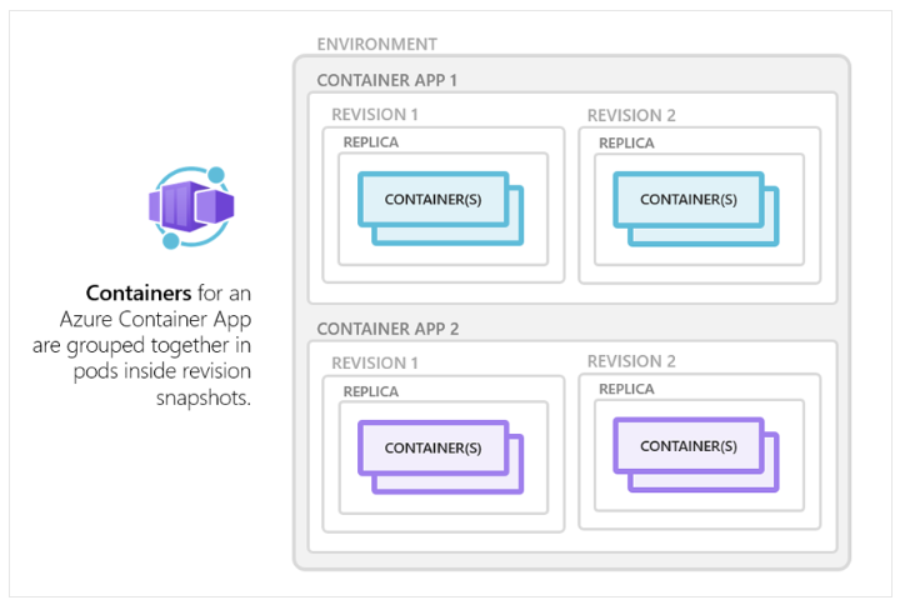 ENVIRONMENT
CONTAINER APP 1
REVISION 1
REPLICA
CONTAINER(S)
REVISION 2
REPLICA
CONTAINER(S)
Containers for an
Azure Container App
are grouped together in
pods inside revision
snapshots.
CONTAINER APP 2
REVISION 1
REPLICA
CONTAINER(S)
REVISION 2
REPLICA
CONTAINER(S)